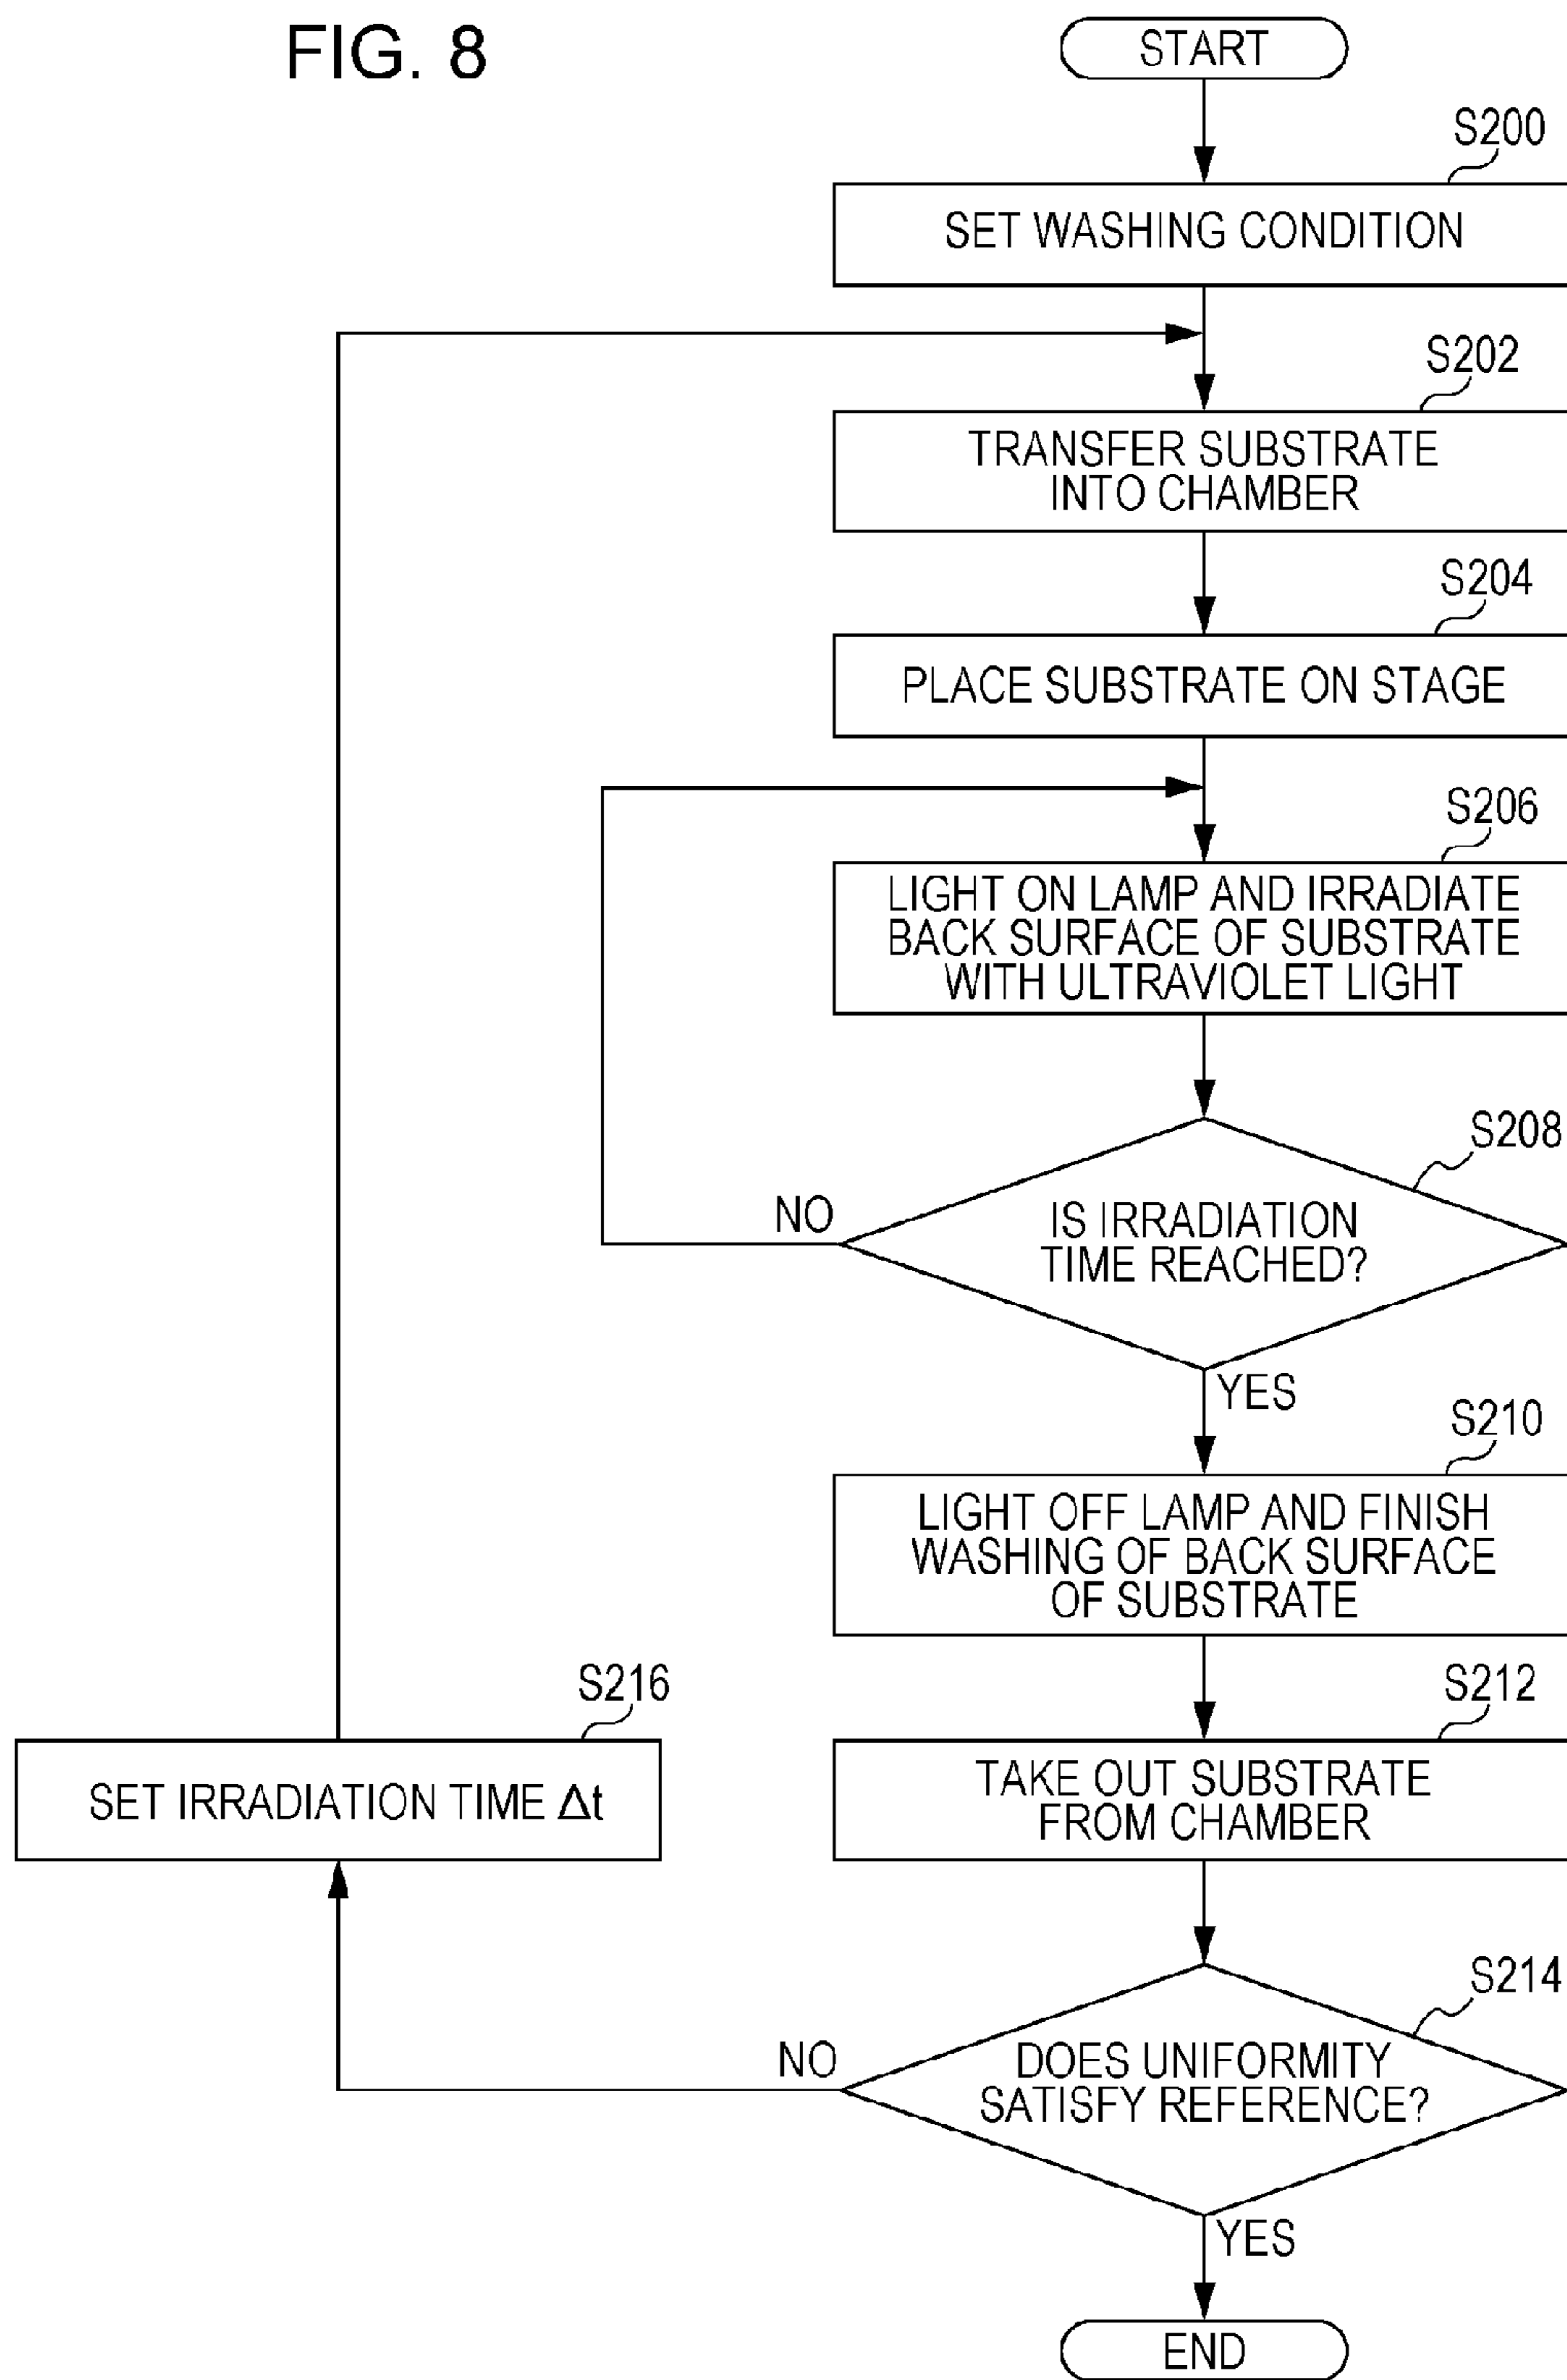 FIG. 8
START
S200
SET WASHING CONDITION
S202
TRANSFER SUBSTRATE
INTO CHAMBER
S204
PLACE SUBSTRATE ON STAGE
S206
LIGHT ON LAMP AND IRRADIATE
BACK SURFACE OF SUBSTRATE
WITH ULTRAVIOLET LIGHT
S208
IS IRRADIATION
TIME REACHED?
NO
YES
S210
LIGHT OFF LAMP AND FINISH
WASHING OF BACK SURFACE
OF SUBSTRATE
S212
TAKE OUT SUBSTRATE
FROM CHAMBER
S216
SET IRRADIATION TIME Δt
S214
DOES UNIFORMITY
SATISFY REFERENCE?
NO
YES
END